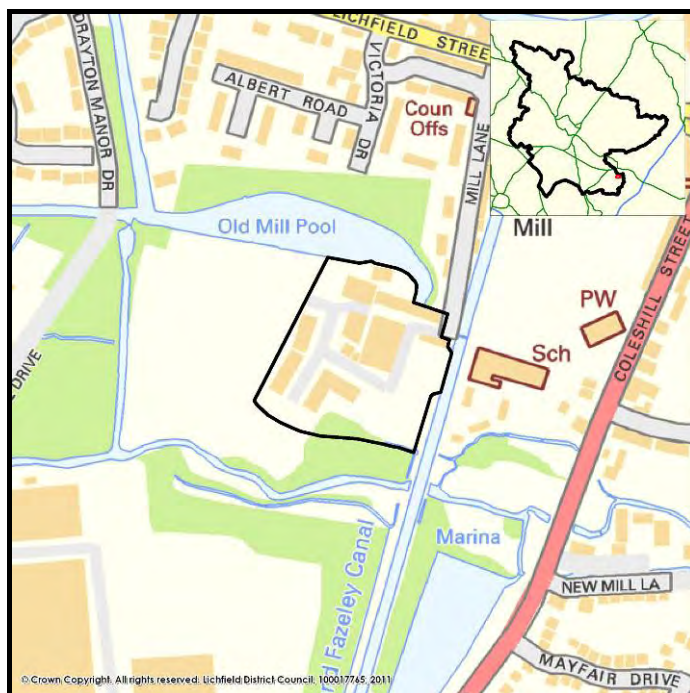 LICHFIELD STREET
DRAYTON MANOR DR
VICTORIA DR
ALBERT ROAD
Coun
Offs
MILL LANE
Old Mill Pool
Mill
PW
Sch
COLESHILL STREET
DRIVE
Marina
Fazeley Canal
NEW MILL LA
MAYFAIR DRIVE
© Crown Copyright. All rights reserved. Lichfield District Council. 100017765, 2011